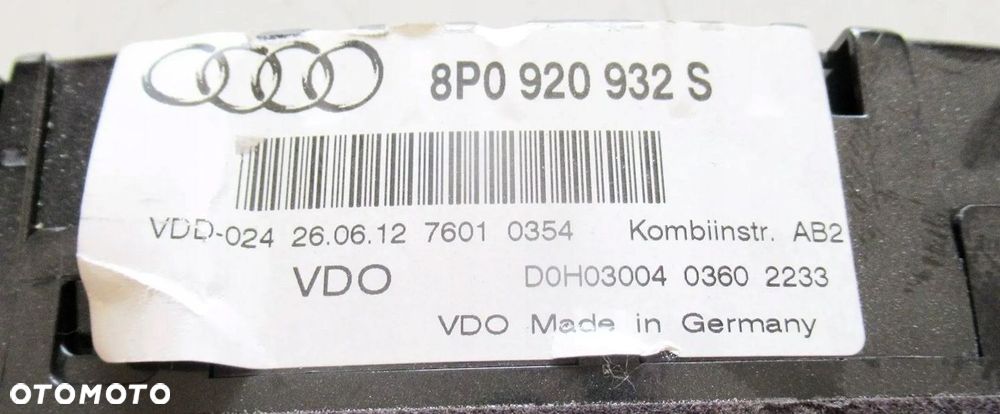 8P0 920 932 S
VDD-024 26.06.12 7601 0354 Kombiinstr. AB2
VDO D0H03004 0360 2233
VDO Made in Germany
OTOMOTO
OTOMOTO